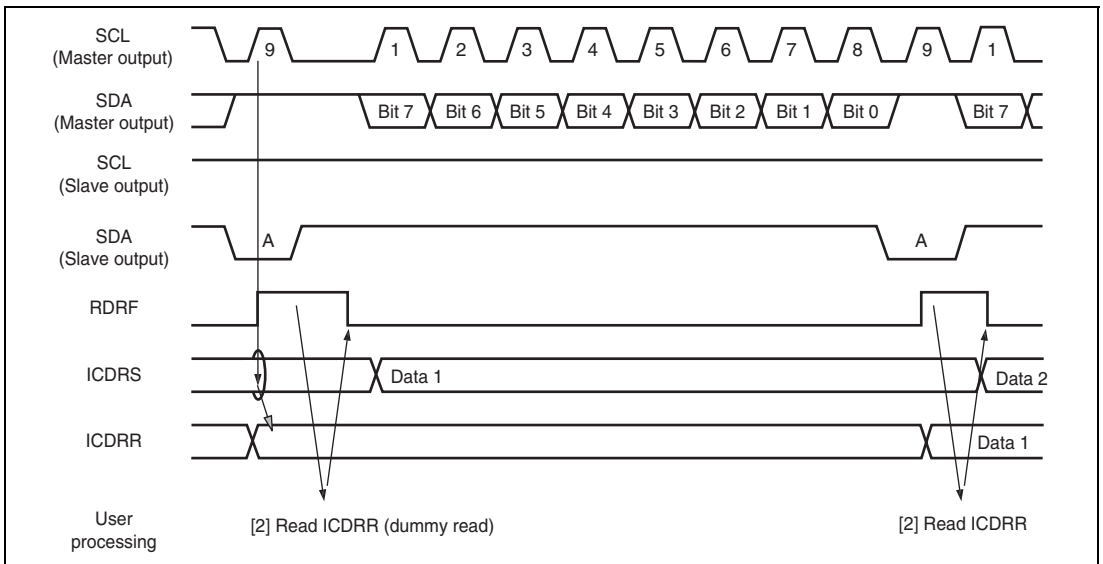 SCL
(Master output)
9 1 2 3 4 5 6 7 8 9 1
SDA
(Master output)
Bit 7 Bit 6 Bit 5 Bit 4 Bit 3 Bit 2 Bit 1 Bit 0 Bit 7
SCL
(Slave output)
SDA
(Slave output)
A A
RDRF
ICDRS
Data 1 Data 2
ICDRR
Data 1
User
processing
[2] Read ICDRR (dummy read) [2] Read ICDRR